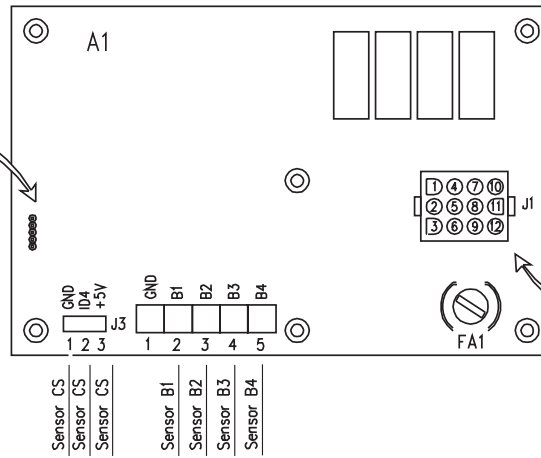 A1
1 4 7 10
2 5 8 11
3 6 9 12
J1
FA1
GND
ID4
+5V
J3
1 2 3
GND
B1
B2
B3
B4
1 2 3 4 5
Sensor CS
Sensor CS
Sensor CS
Sensor B1
Sensor B2
Sensor B3
Sensor B4